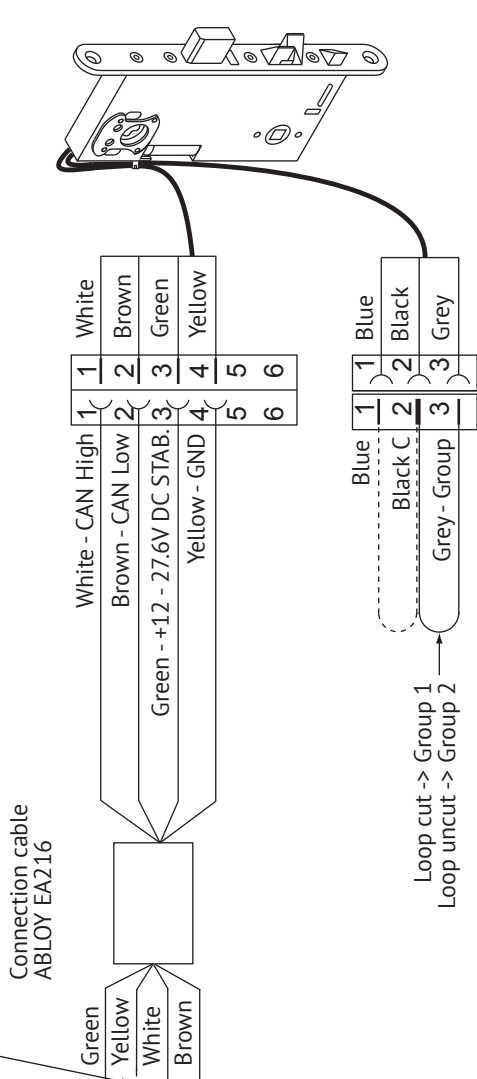 Connection cable
ABLOY EA216
Green
Yellow
White
Brown
White - CAN High
Brown - CAN Low
Green - +12 - 27.6V DC STAB.
Yellow - GND
1
2
3
4
5
6
1
2
3
4
5
6
White
Brown
Green
Yellow
Loop cut -> Group 1
Loop uncut -> Group 2
Blue
Black C
Grey - Group
1
2
3
1
2
3
Blue
Black
Grey